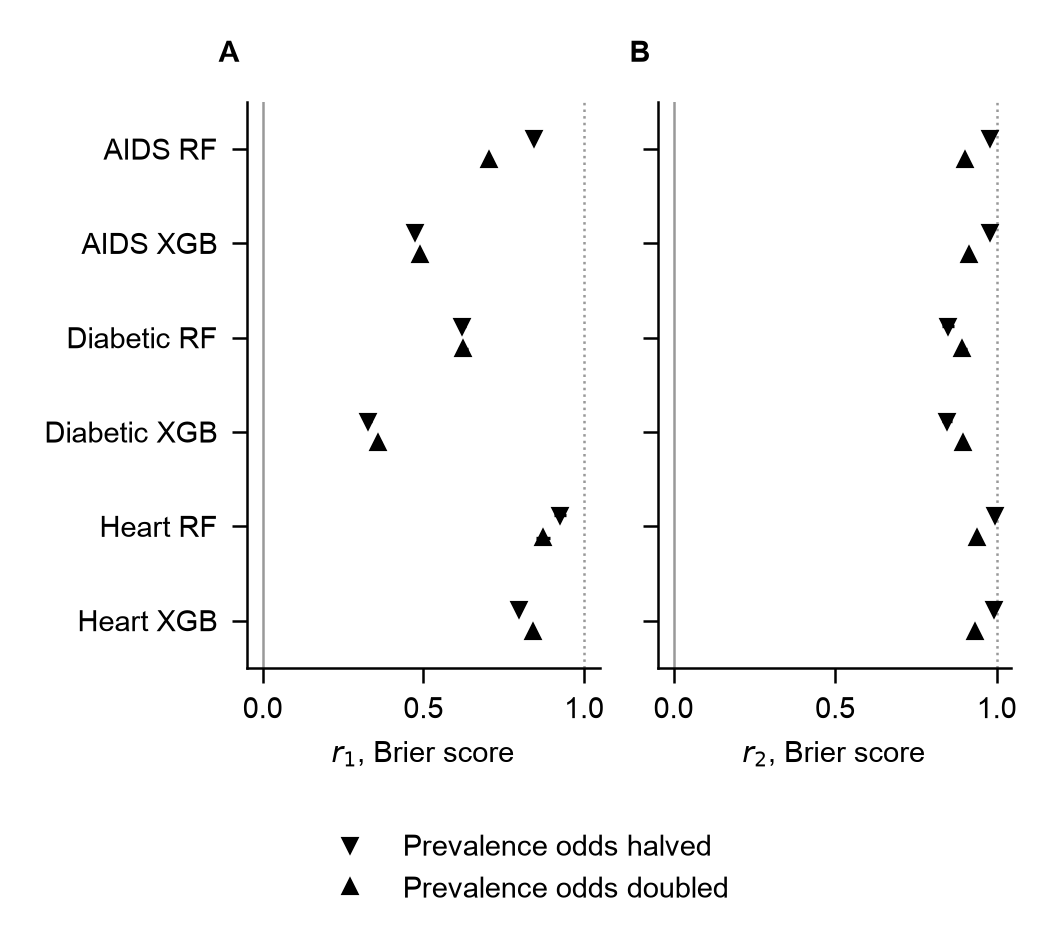 A
B
AIDS RF
AIDS XGB
Diabetic RF
Diabetic XGB
Heart RF
Heart XGB
0.0 0.5 1.0
0.0 0.5 1.0
r₁, Brier score
r₂, Brier score
Prevalence odds halved
Prevalence odds doubled